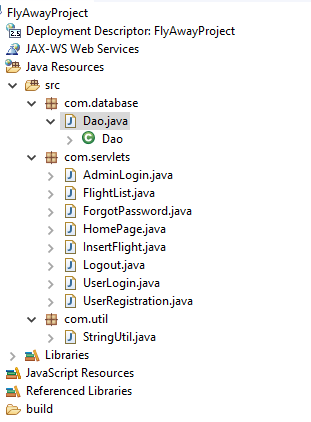 FlyAwayProject
Deployment Descriptor: FlyAwayProject
JAX-WS Web Services
Java Resources
src
com.database
Dao.java
Dao
com.servlets
AdminLogin.java
FlightList.java
ForgotPassword.java
HomePage.java
InsertFlight.java
Logout.java
UserLogin.java
UserRegistration.java
com.util
StringUtil.java
Libraries
JavaScript Resources
Referenced Libraries
build